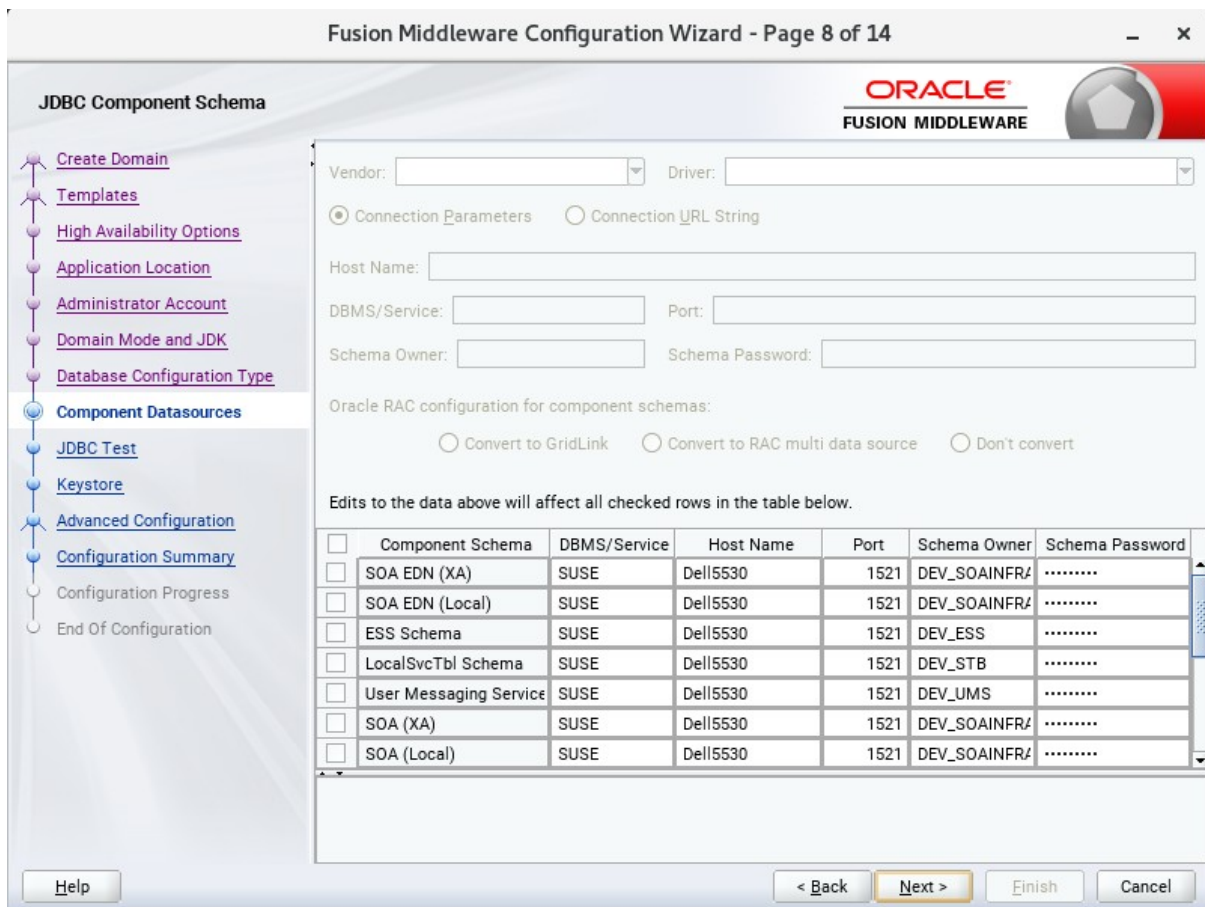 Fusion Middleware Configuration Wizard - Page 8 of 14
JDBC Component Schema
ORACLE
FUSION MIDDLEWARE
Create Domain
Templates
High Availability Options
Application Location
Administrator Account
Domain Mode and JDK
Database Configuration Type
Component Datasources
JDBC Test
Keystore
Advanced Configuration
Configuration Summary
Configuration Progress
End Of Configuration
Vendor: Driver:
Connection Parameters Connection URL String
Host Name:
DBMS/Service: Port:
Schema Owner: Schema Password:
Oracle RAC configuration for component schemas:
Convert to GridLink Convert to RAC multi data source Don't convert
Edits to the data above will affect all checked rows in the table below.
Component Schema DBMS/Service Host Name Port Schema Owner Schema Password
SOA EDN (XA) SUSE Dell5530 1521 DEV_SOAINFRA •••••••••
SOA EDN (Local) SUSE Dell5530 1521 DEV_SOAINFRA •••••••••
ESS Schema SUSE Dell5530 1521 DEV_ESS •••••••••
LocalSvcTbl Schema SUSE Dell5530 1521 DEV_STB •••••••••
User Messaging Service SUSE Dell5530 1521 DEV_UMS •••••••••
SOA (XA) SUSE Dell5530 1521 DEV_SOAINFRA •••••••••
SOA (Local) SUSE Dell5530 1521 DEV_SOAINFRA •••••••••
Help < Back Next > Finish Cancel